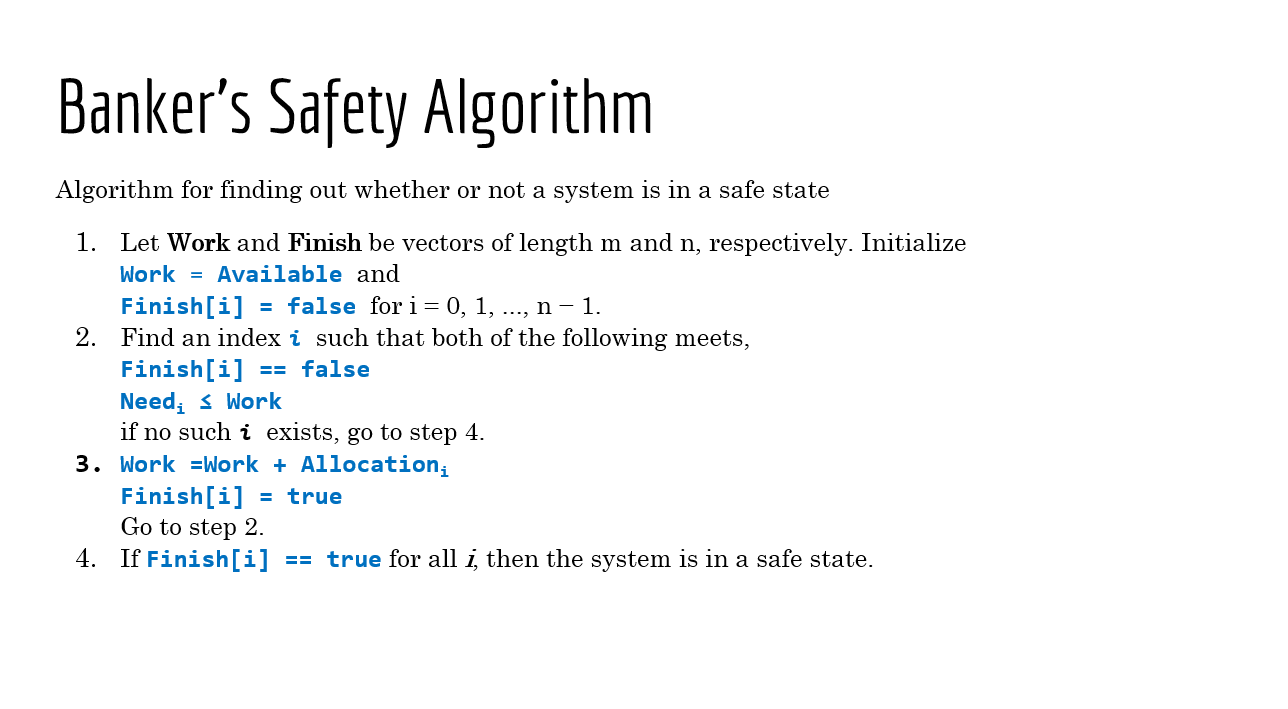 Banker’s Safety Algorithm
Algorithm for finding out whether or not a system is in a safe state
1. Let Work and Finish be vectors of length m and n, respectively. Initialize
Work = Available and
Finish[i] = false for i = 0, 1, ..., n − 1.
2. Find an index i such that both of the following meets,
Finish[i] == false
Needi ≤ Work
if no such i exists, go to step 4.
3. Work =Work + Allocationi
Finish[i] = true
Go to step 2.
4. If Finish[i] == true for all i, then the system is in a safe state.